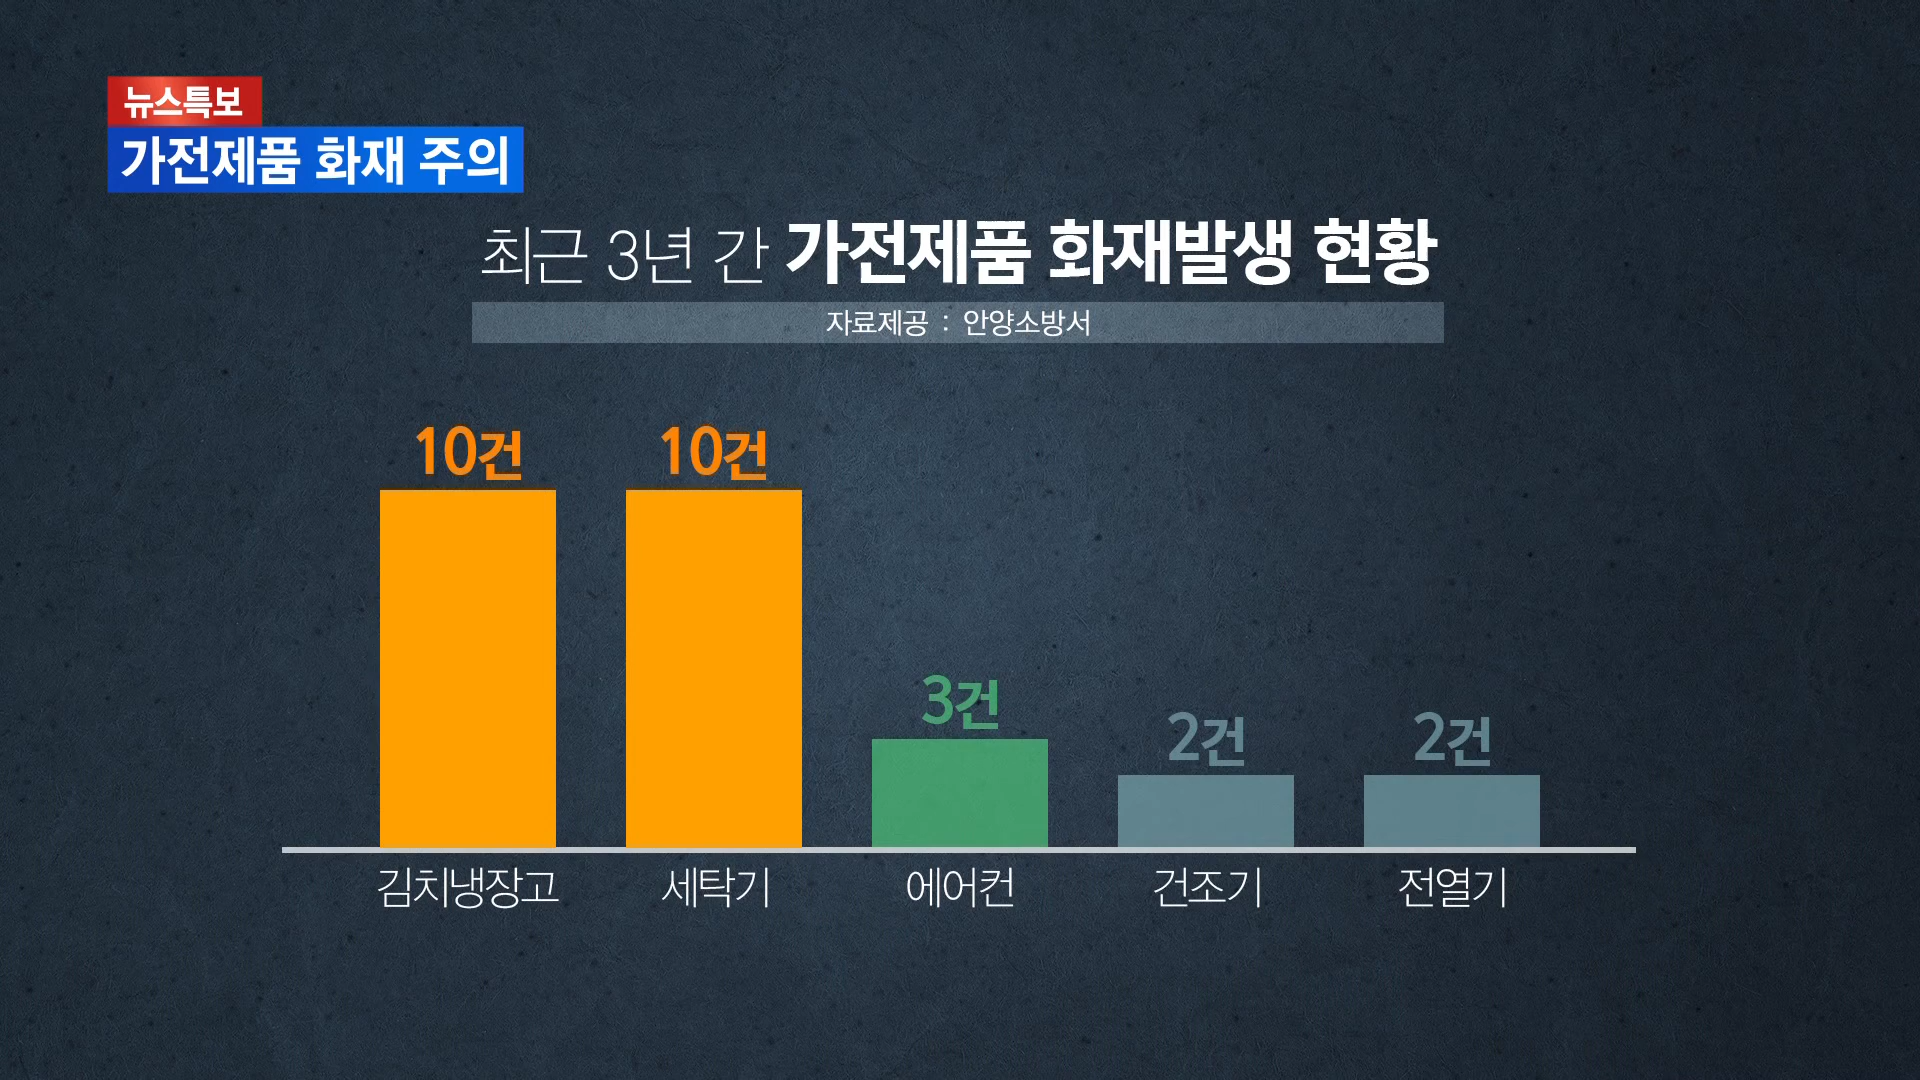 뉴스특보
가전제품 화재 주의
최근 3년 간 가전제품 화재발생 현황
자료제공 : 안양소방서
10건 10건 3건 2건 2건
김치냉장고 세탁기 에어컨 건조기 전열기